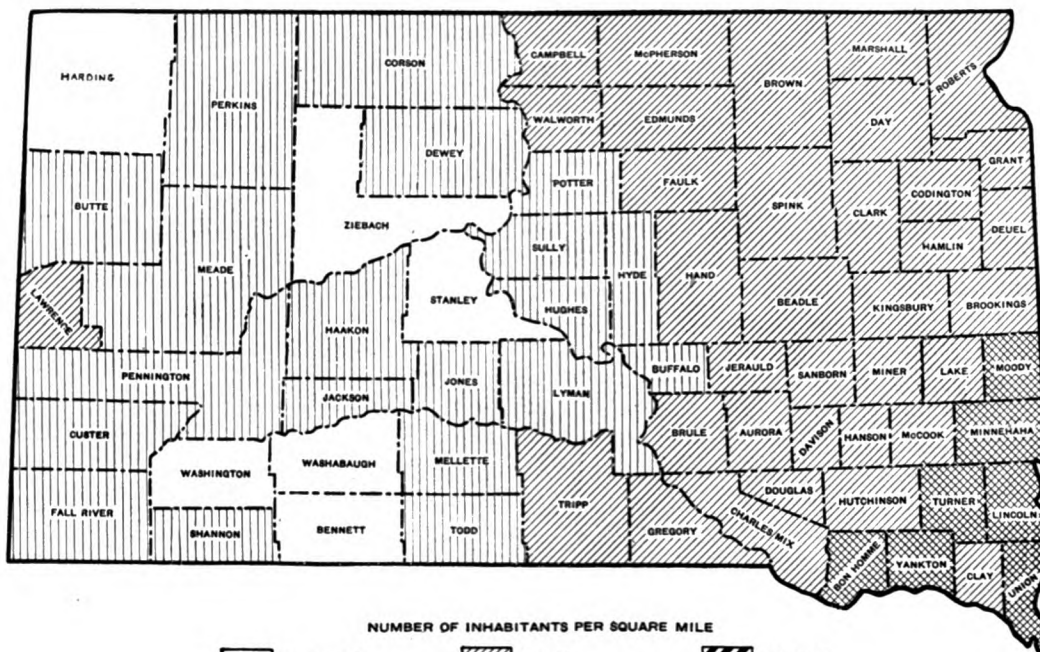 HARDING
PERKINS
CORSON
CAMPBELL
McPHERSON
BROWN
MARSHALL
ROBERTS
WALWORTH
EDMUNDS
DAY
DEWEY
POTTER
FAULK
SPINK
CLARK
CODINGTON
GRANT
BUTTE
ZIEBACH
SULLY
HYDE
HAND
HAMLIN
DEUEL
MEADE
LAWRENCE
STANLEY
HUGHES
BEADLE
KINGSBURY
BROOKINGS
HAAKON
PENNINGTON
JACKSON
JONES
LYMAN
BUFFALO
JERAULD
SANBORN
MINER
LAKE
MOODY
CUSTER
WASHINGTON
WASHABAUGH
MELLETTE
BRULE
AURORA
DAVISON
HANSON
McCOOK
MINNEHAHA
FALL RIVER
SHANNON
BENNETT
TODD
TRIPP
GREGORY
CHARLES MIX
DOUGLAS
HUTCHINSON
TURNER
LINCOLN
BON HOMME
YANKTON
CLAY
UNION
NUMBER OF INHABITANTS PER SQUARE MILE